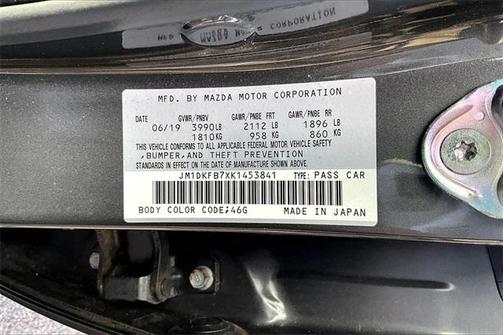 MFD. BY MAZDA MOTOR CORPORATION
DATE GVWR/PNBV GAWR/PNBE FR GAWR/PNBE RR
06/19 3990LB 2112 LB 1896 LB
1810KG 958 KG 860 KG
THIS VEHICLE CONFORMS TO ALL APPLICABLE FEDERAL MOTOR VEHICLE SAFETY
,BUMPER,AND THEFT PREVENTION
STANDARDS IN EFFECT ON THE DATE OF MANUFACTURE SHOWN ABOVE.
JM1DKFB7XK1453841 TYPE: PASS CAR
BODY COLOR CODE;46G MADE IN JAPAN